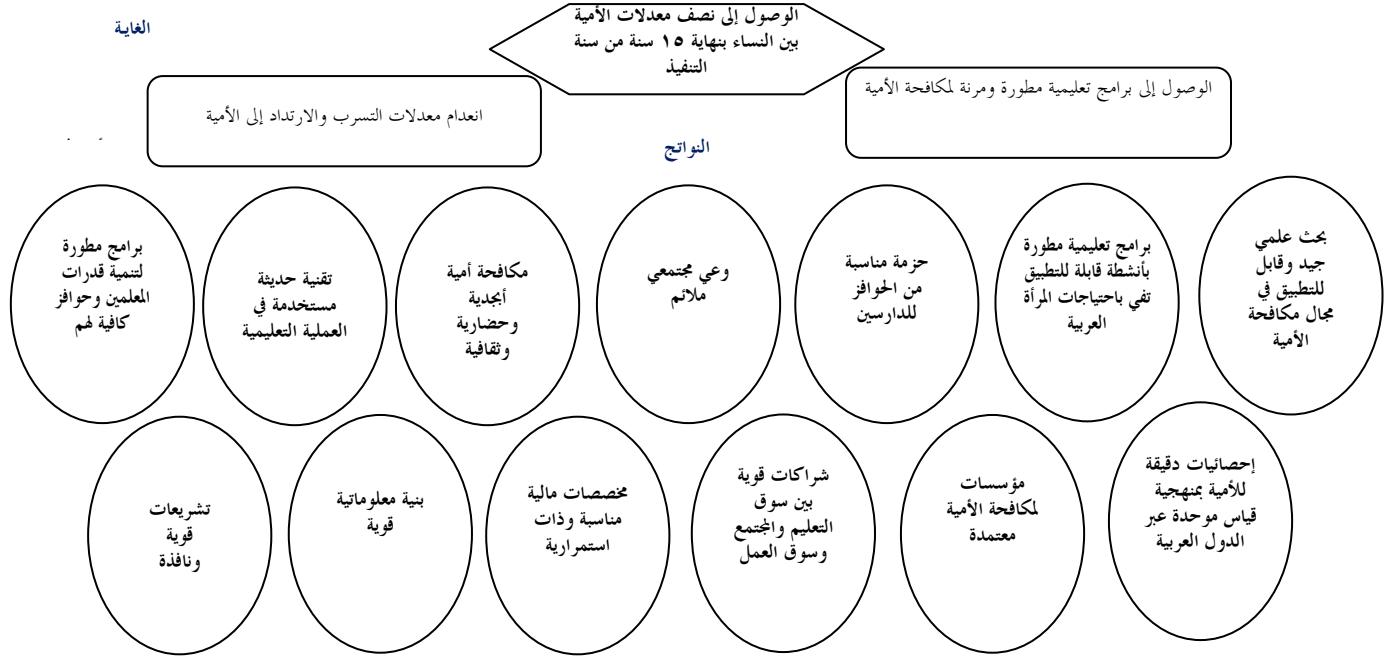 الغاية
الوصول إلى نصف معدلات الأمية
بين النساء بنهاية ١٥ سنة من سنة
التنفيذ
الوصول إلى برامج تعليمية مطورة ومرنة لمكافحة الأمية
انعدام معدلات التسرب والارتداد إلى الأمية
النواتج
بحث علمي
جيد وقابل
للتطبيق في
مجال مكافحة
الأمية
برامج تعليمية مطورة
بأنشطة قابلة للتطبيق
تفي باحتياجات المرأة
العربية
حزمة مناسبة
من الحوافز
للدارسين
وعي مجتمعي
ملائم
مكافحة أمية
أبجدية
وحضارية
وثقافية
تقنية حديثة
مستخدمة في
العملية التعليمية
برامج مطورة
لتنمية قدرات
المعلمين وحوافز
كافية لهم
إحصائيات دقيقة
للأمية بمنهجية
قياس موحدة عبر
الدول العربية
مؤسسات
لمكافحة الأمية
معتمدة
شراكات قوية
بين سوق
التعليم والمجتمع
وسوق العمل
مخصصات مالية
مناسبة وذات
استمرارية
بنية معلوماتية
قوية
تشريعات
قوية
ونافذة